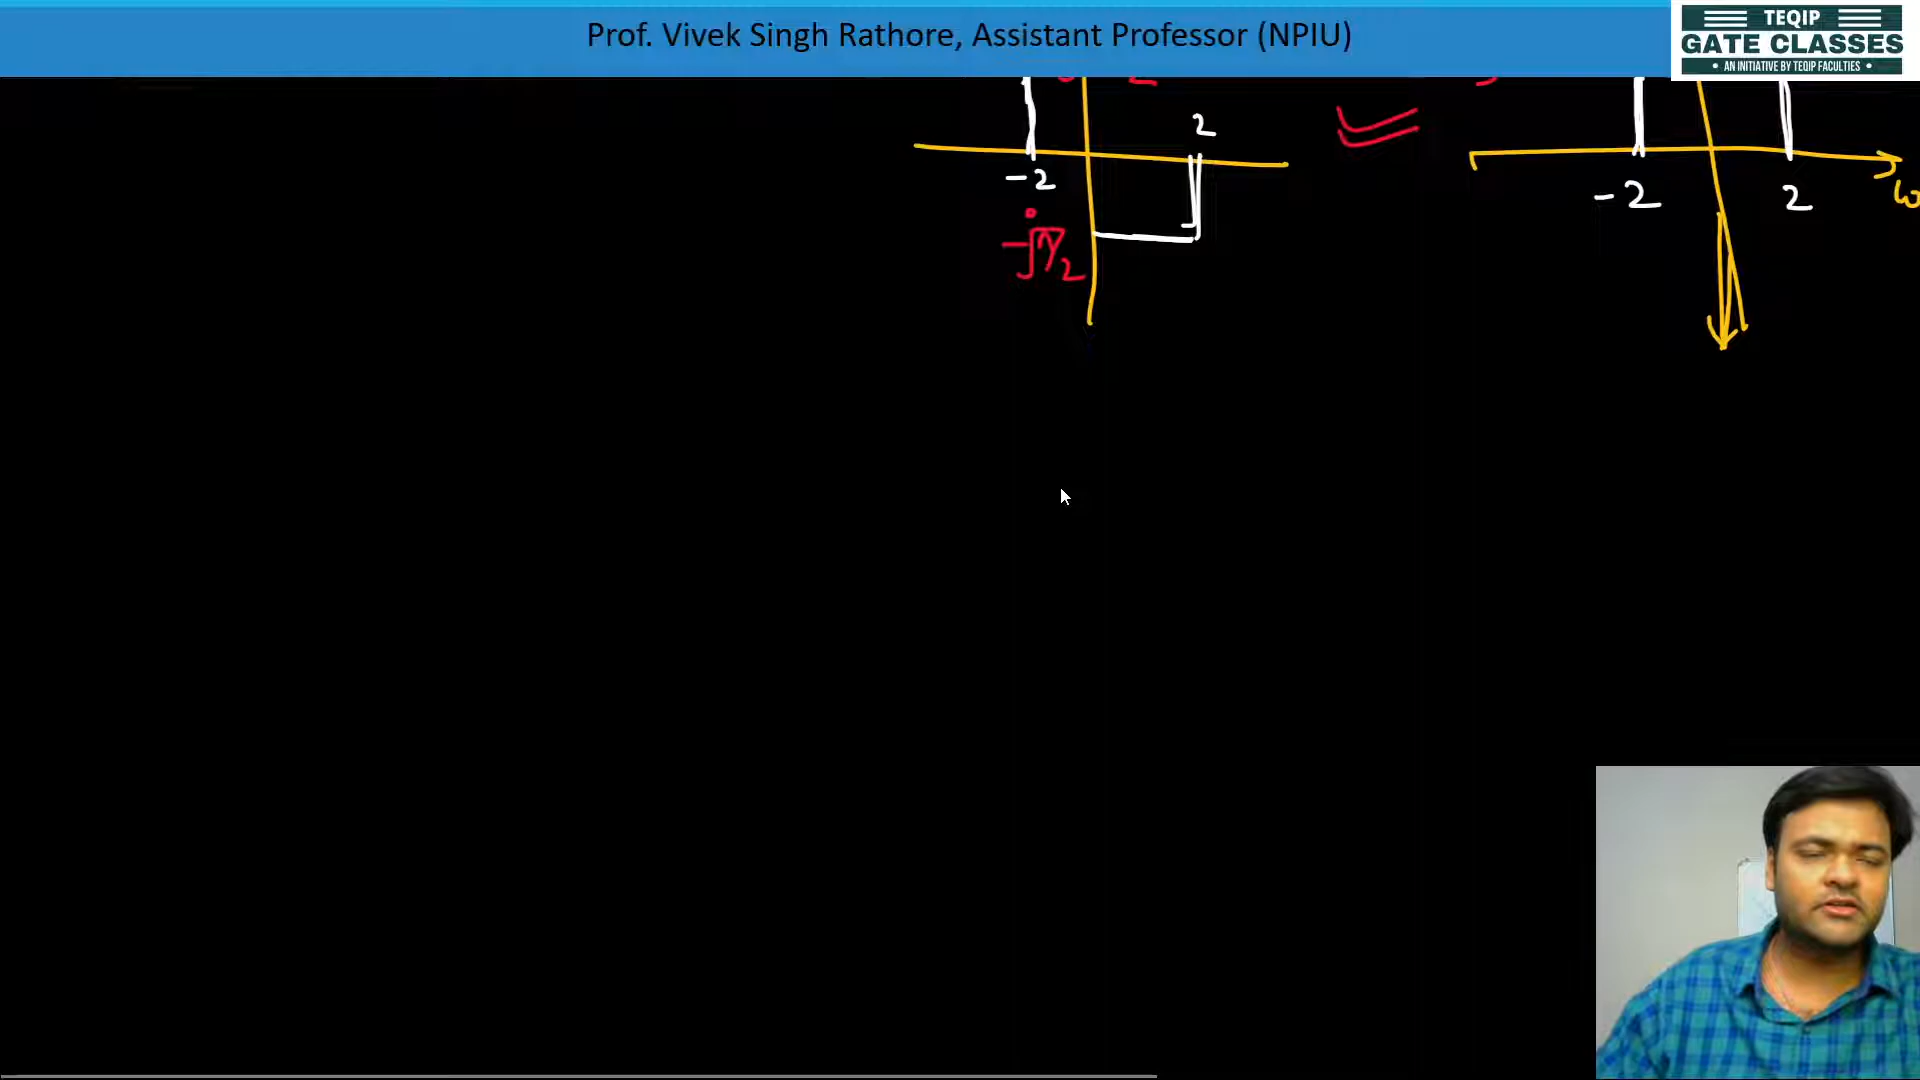 Prof. Vivek Singh Rathore, Assistant Professor (NPIU)
TEQIP
GATE CLASSES
• AN INITIATIVE BY TEQIP FACULTIES •
2
-2
-√π/2
-2
2
ω